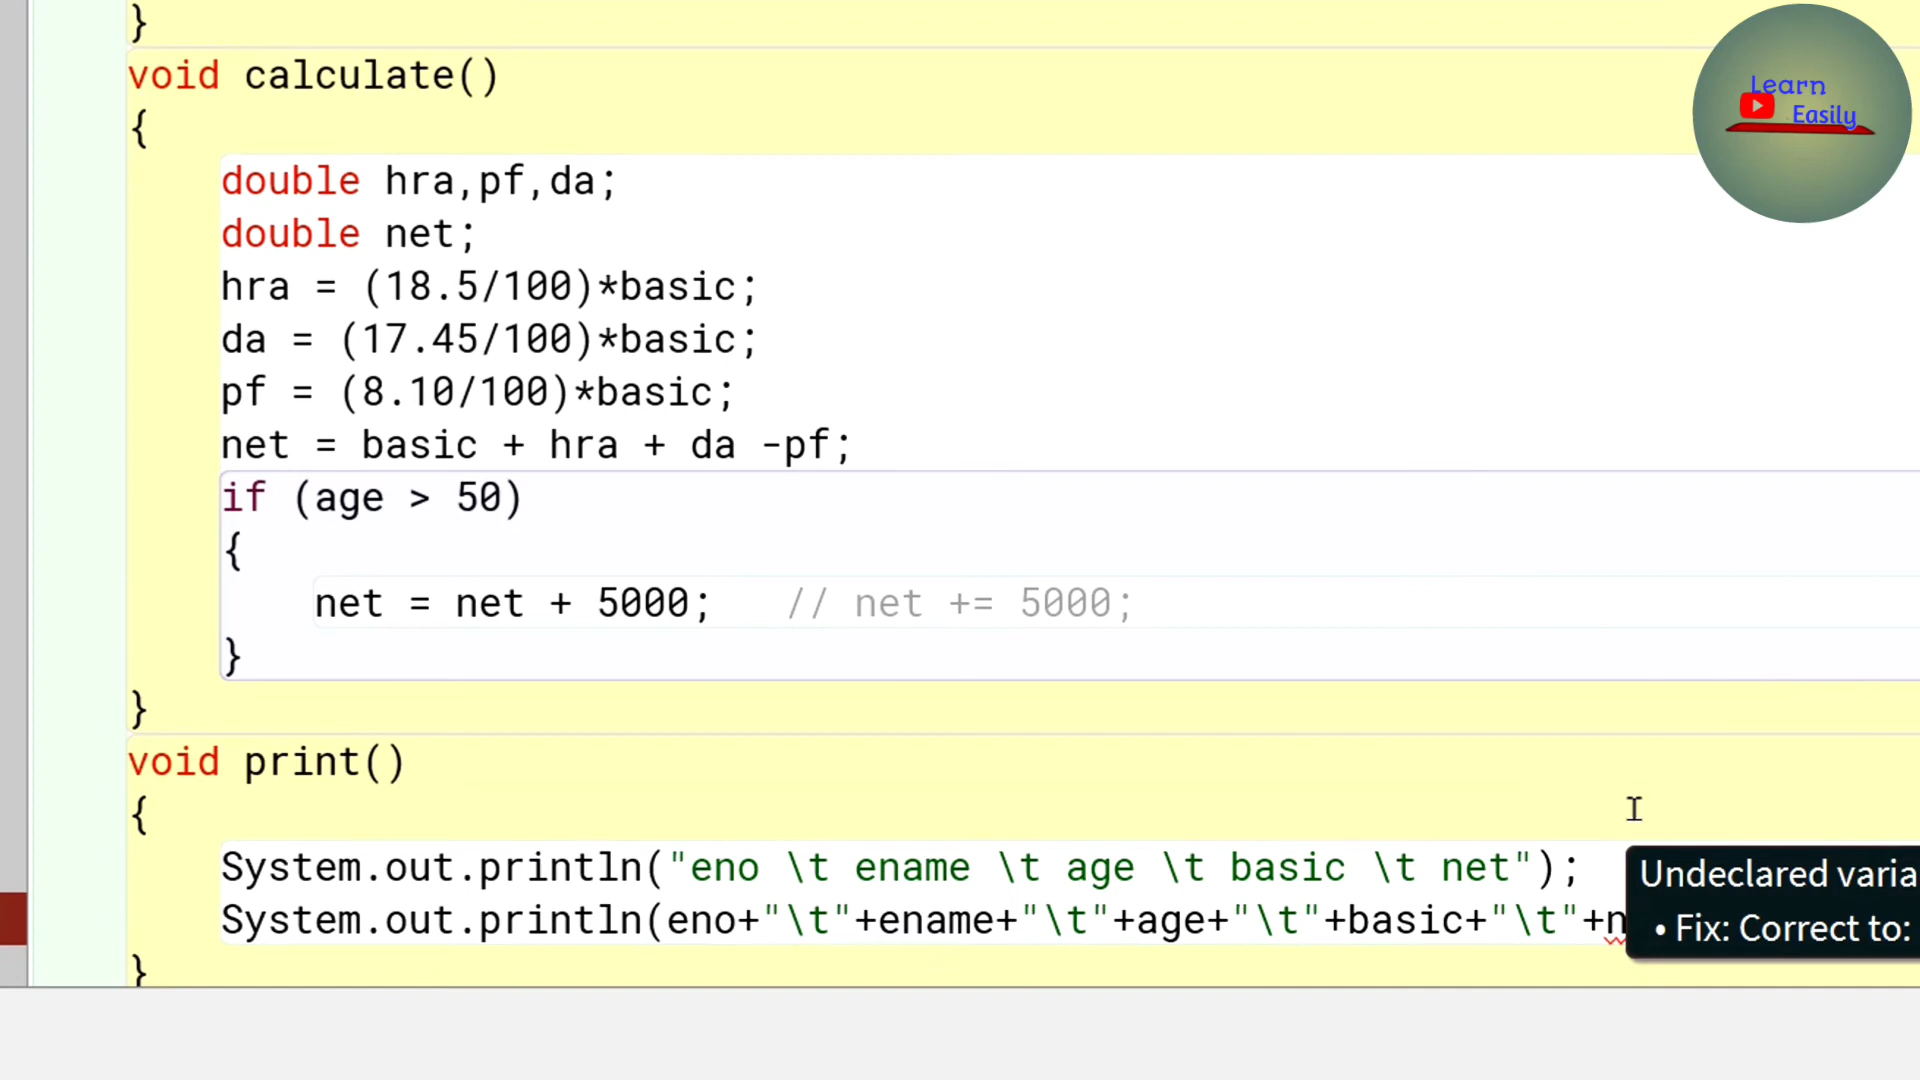 }
void calculate()
{
double hra,pf,da;
double net;
hra = (18.5/100)*basic;
da = (17.45/100)*basic;
pf = (8.10/100)*basic;
net = basic + hra + da -pf;
if (age > 50)
{
net = net + 5000;   // net += 5000;
}
}
void print()
{
System.out.println("eno \t ename \t age \t basic \t net");
System.out.println(eno+"\t"+ename+"\t"+age+"\t"+basic+"\t"+n
}
Undeclared varia
• Fix: Correct to:
Learn
Easily